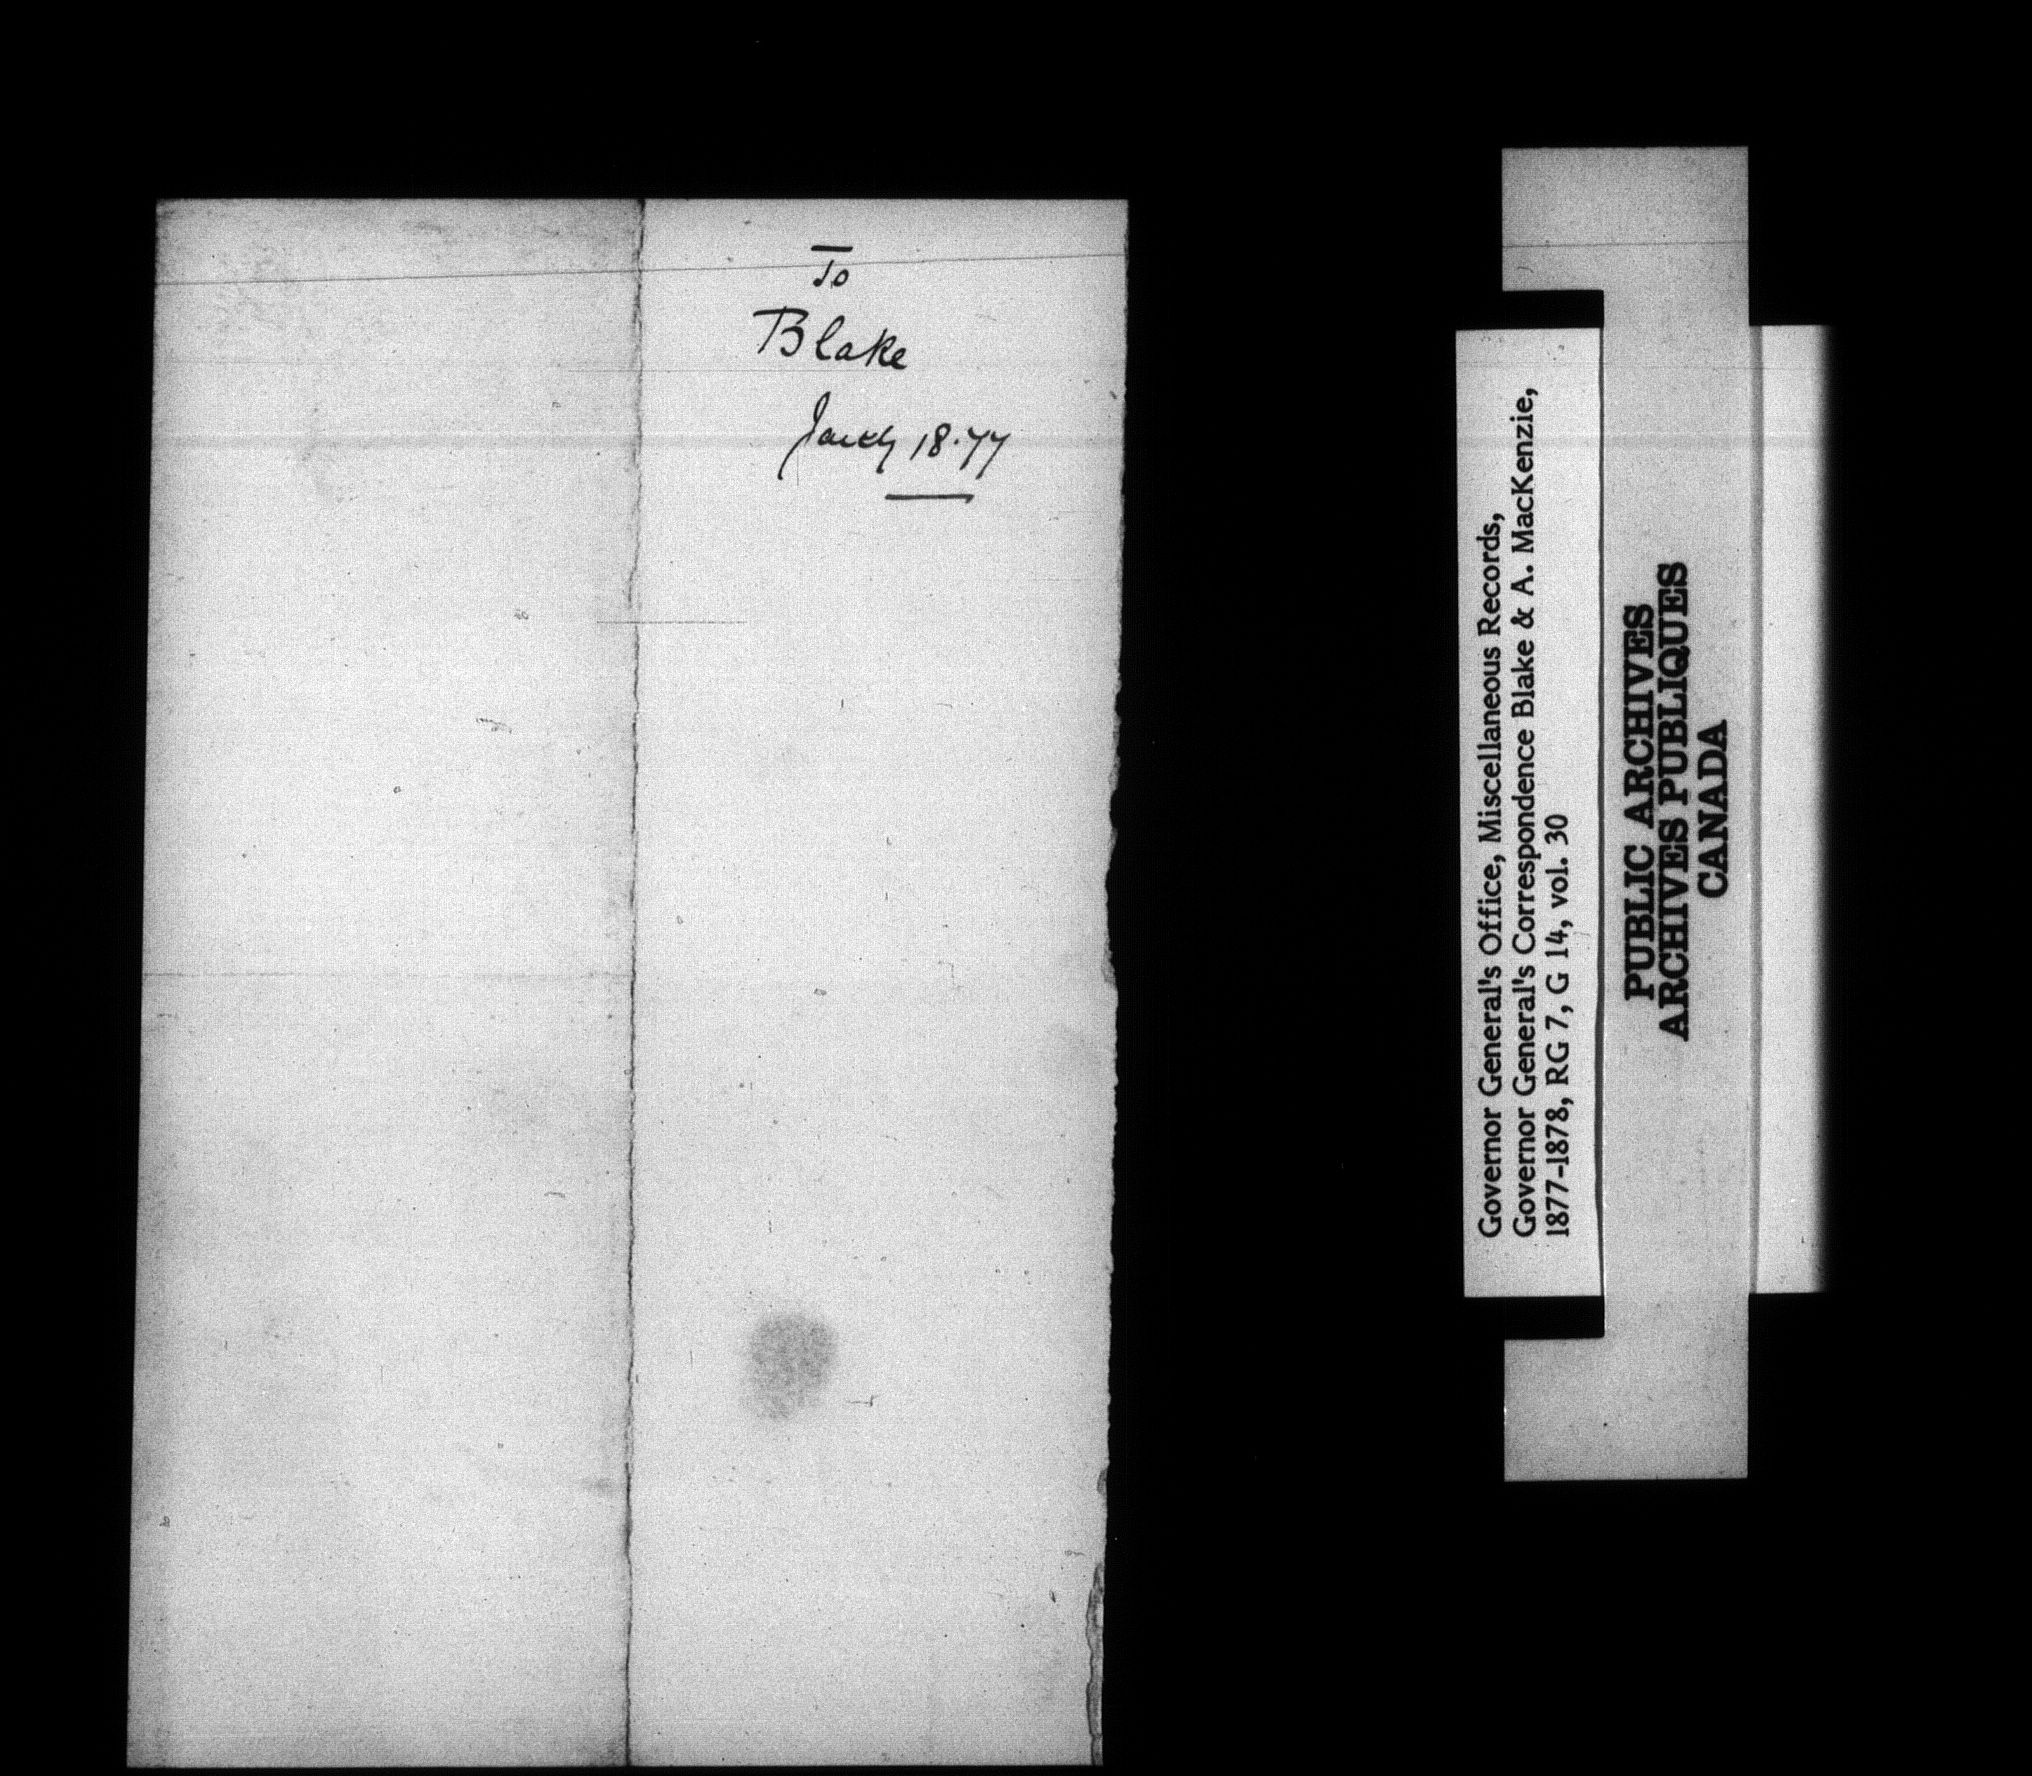 To
Blake
Jany 18.77
Governor General's Office, Miscellaneous Records,
Governor General's Correspondence Blake & A. MacKenzie,
1877-1878, RG 7, G 14, vol. 30
PUBLIC ARCHIVES
ARCHIVES PUBLIQUES
CANADA